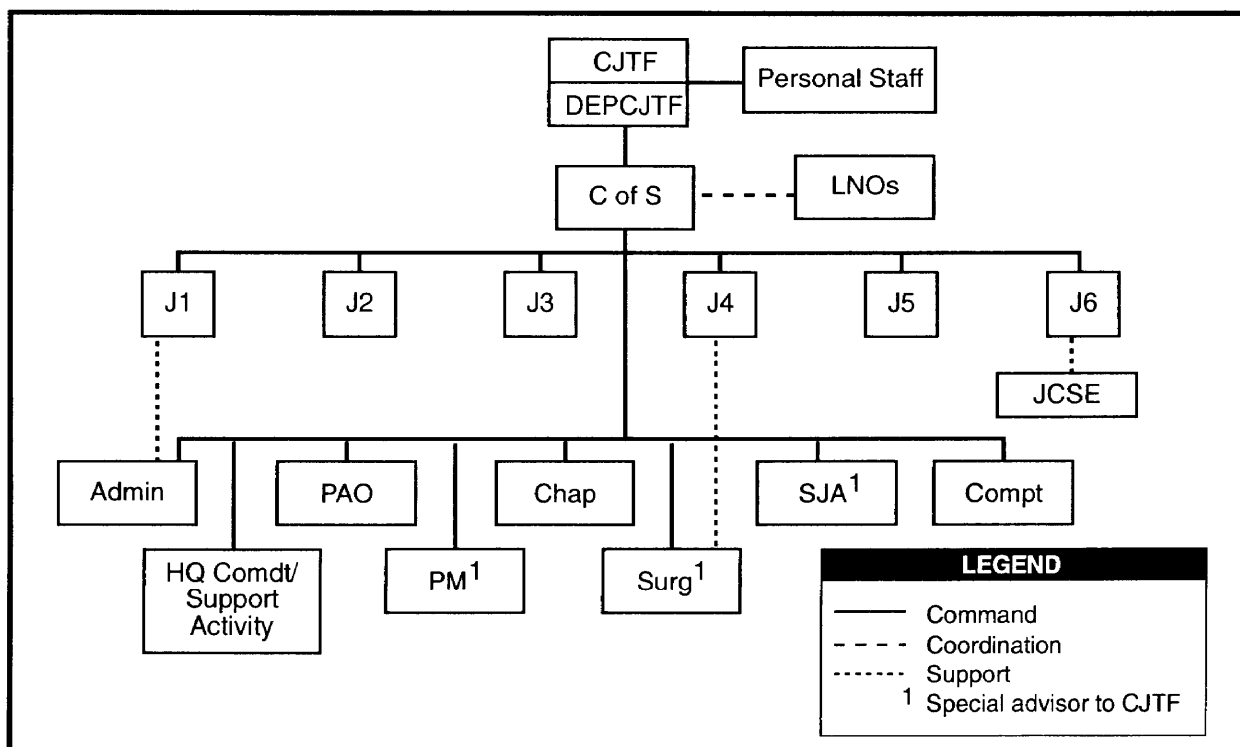 CJTF
DEPCJTF
Personal Staff
C of S
LNOs
J1
J2
J3
J4
J5
J6
JCSE
Admin
PAO
Chap
SJA¹
Compt
HQ Comdt/
Support
Activity
PM¹
Surg¹
LEGEND
Command
Coordination
Support
¹ Special advisor to CJTF